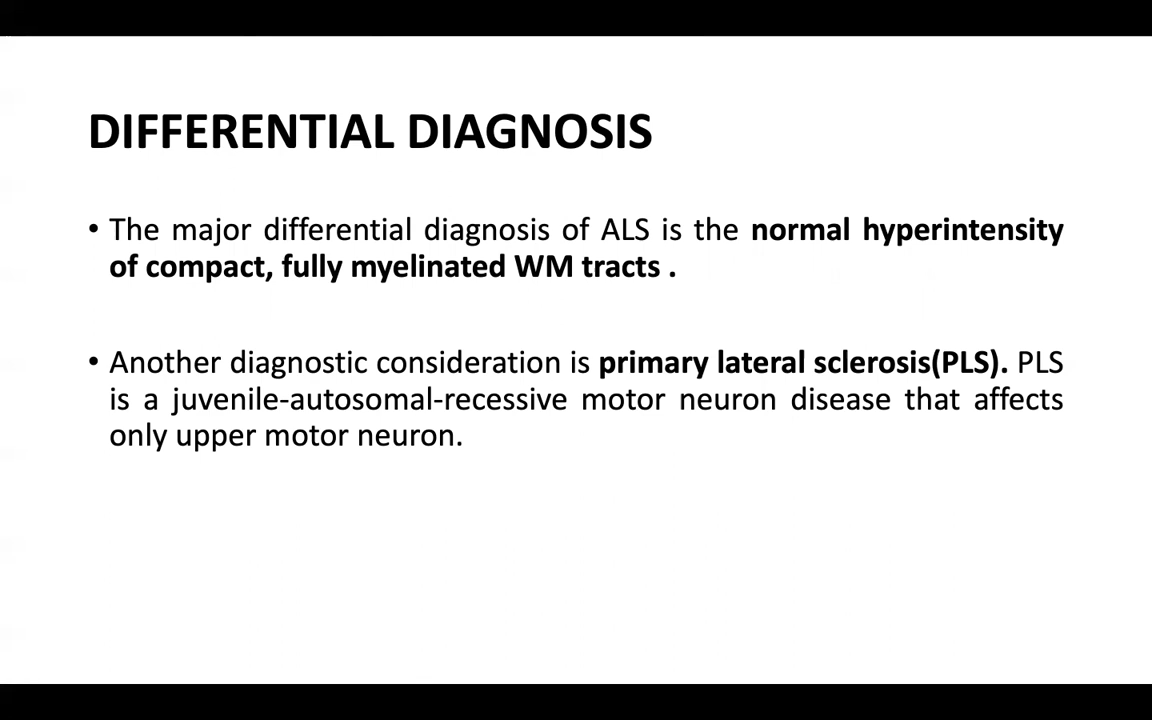 DIFFERENTIAL DIAGNOSIS
• The major differential diagnosis of ALS is the normal hyperintensity
of compact, fully myelinated WM tracts .
• Another diagnostic consideration is primary lateral sclerosis(PLS). PLS
is a juvenile-autosomal-recessive motor neuron disease that affects
only upper motor neuron.